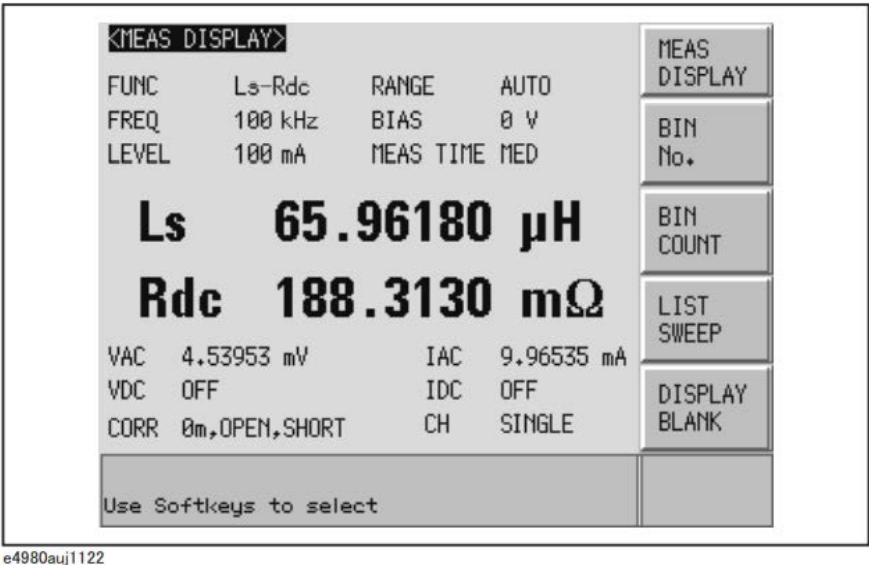 <MEAS DISPLAY>
FUNC Ls-Rdc RANGE AUTO
FREQ 100 kHz BIAS 0 V
LEVEL 100 mA MEAS TIME MED
Ls 65.96180 µH
Rdc 188.3130 mΩ
VAC 4.53953 mV IAC 9.96535 mA
VDC OFF IDC OFF
CORR 0m,OPEN,SHORT CH SINGLE
Use Softkeys to select
MEAS
DISPLAY
BIN
No.
BIN
COUNT
LIST
SWEEP
DISPLAY
BLANK
e4980auj1122